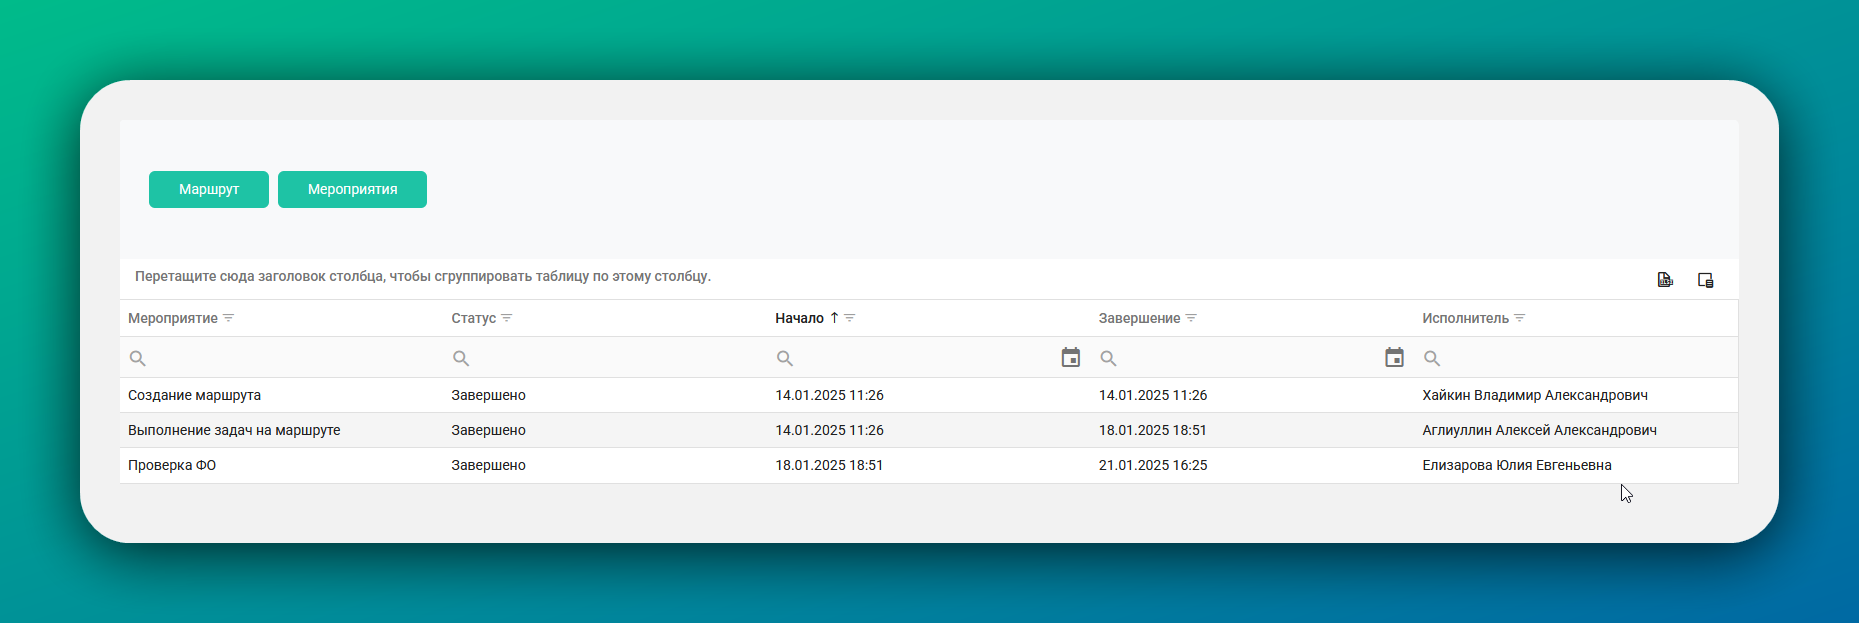 Маршрут Мероприятия
Перетащите сюда заголовок столбца, чтобы сгруппировать таблицу по этому столбцу.
Мероприятие Статус Начало Завершение Исполнитель
Создание маршрута Завершено 14.01.2025 11:26 14.01.2025 11:26 Хайкин Владимир Александрович
Выполнение задач на маршруте Завершено 14.01.2025 11:26 18.01.2025 18:51 Аглиуллин Алексей Александрович
Проверка ФО Завершено 18.01.2025 18:51 21.01.2025 16:25 Елизарова Юлия Евгеньевна